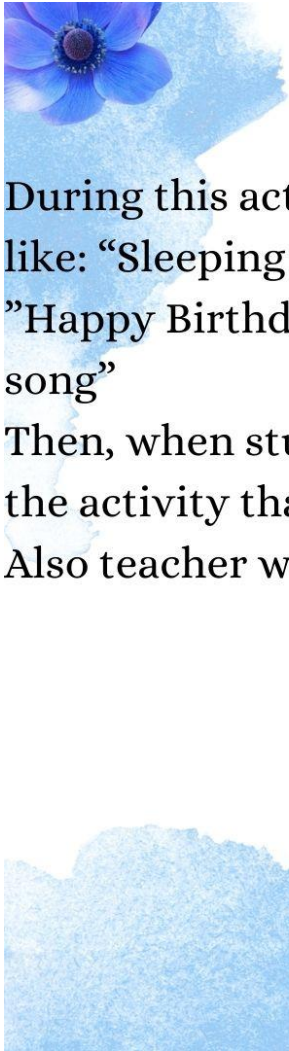 During this act
like: “Sleeping
”Happy Birthd
song”
Then, when stu
the activity tha
Also teacher w